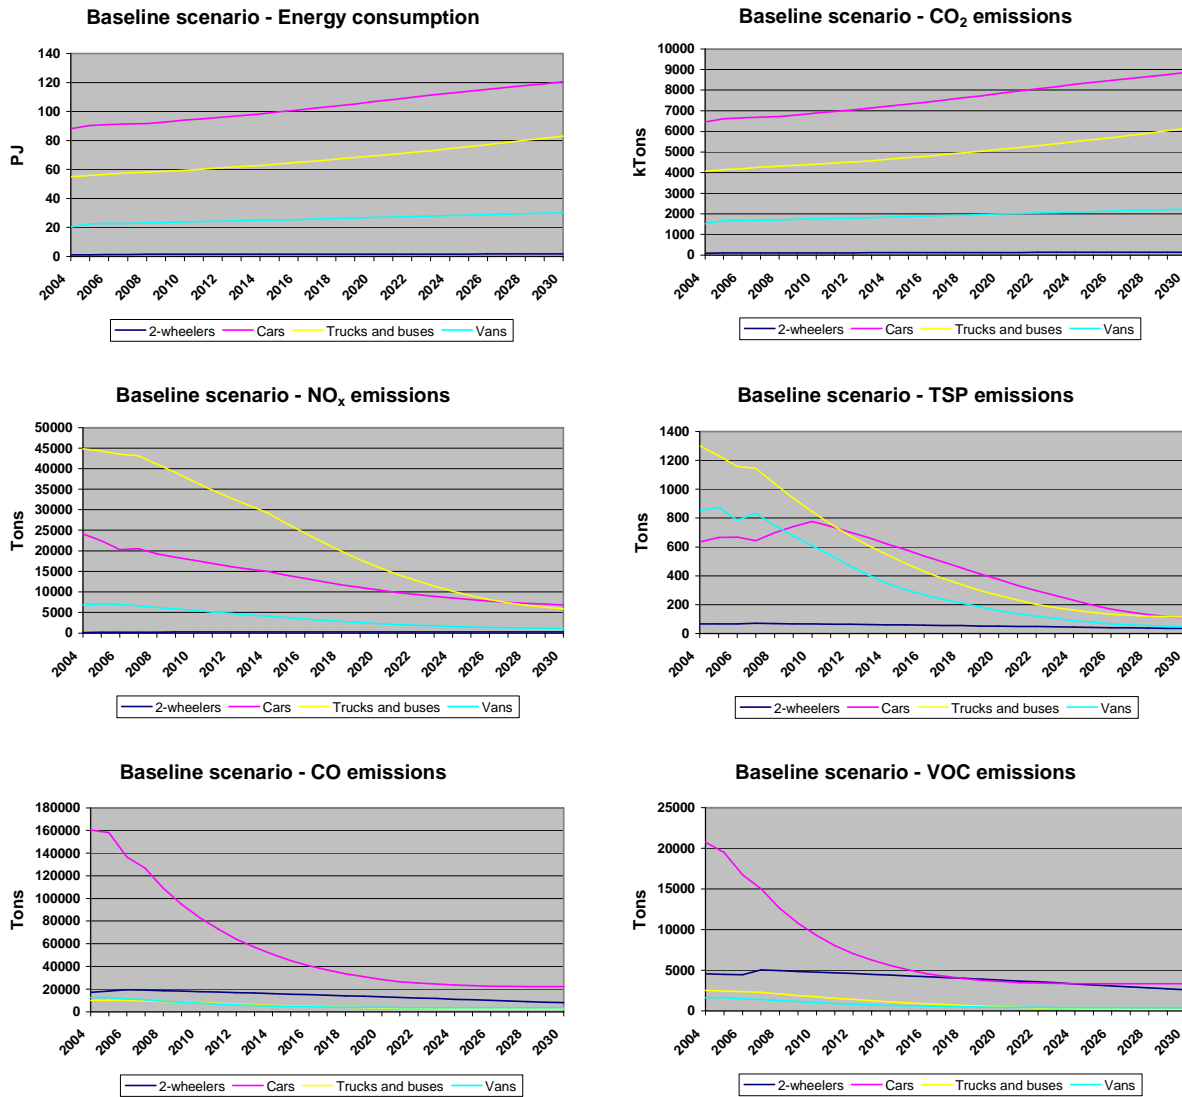 Baseline scenario - Energy consumption
140
120
100
80
60
40
20
0
PJ
2004 2006 2008 2010 2012 2014 2016 2018 2020 2022 2024 2026 2028 2030
2-wheelers Cars Trucks and buses Vans
Baseline scenario - CO₂ emissions
10000
9000
8000
7000
6000
5000
4000
3000
2000
1000
0
kTons
2004 2006 2008 2010 2012 2014 2016 2018 2020 2022 2024 2026 2028 2030
2-wheelers Cars Trucks and buses Vans
Baseline scenario - NOₓ emissions
50000
45000
40000
35000
30000
25000
20000
15000
10000
5000
0
Tons
2004 2006 2008 2010 2012 2014 2016 2018 2020 2022 2024 2026 2028 2030
2-wheelers Cars Trucks and buses Vans
Baseline scenario - TSP emissions
1400
1200
1000
800
600
400
200
0
Tons
2004 2006 2008 2010 2012 2014 2016 2018 2020 2022 2024 2026 2028 2030
2-wheelers Cars Trucks and buses Vans
Baseline scenario - CO emissions
180000
160000
140000
120000
100000
80000
60000
40000
20000
0
Tons
2004 2006 2008 2010 2012 2014 2016 2018 2020 2022 2024 2026 2028 2030
2-wheelers Cars Trucks and buses Vans
Baseline scenario - VOC emissions
25000
20000
15000
10000
5000
0
Tons
2004 2006 2008 2010 2012 2014 2016 2018 2020 2022 2024 2026 2028 2030
2-wheelers Cars Trucks and buses Vans